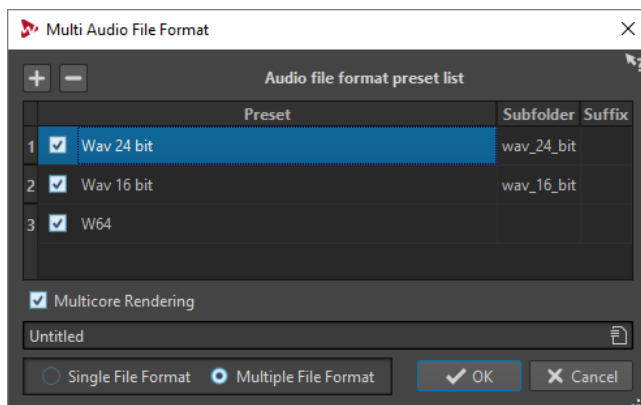 Multi Audio File Format
Audio file format preset list
Preset Subfolder Suffix
1 Wav 24 bit wav_24_bit
2 Wav 16 bit wav_16_bit
3 W64
Multicore Rendering
Untitled
Single File Format Multiple File Format OK Cancel